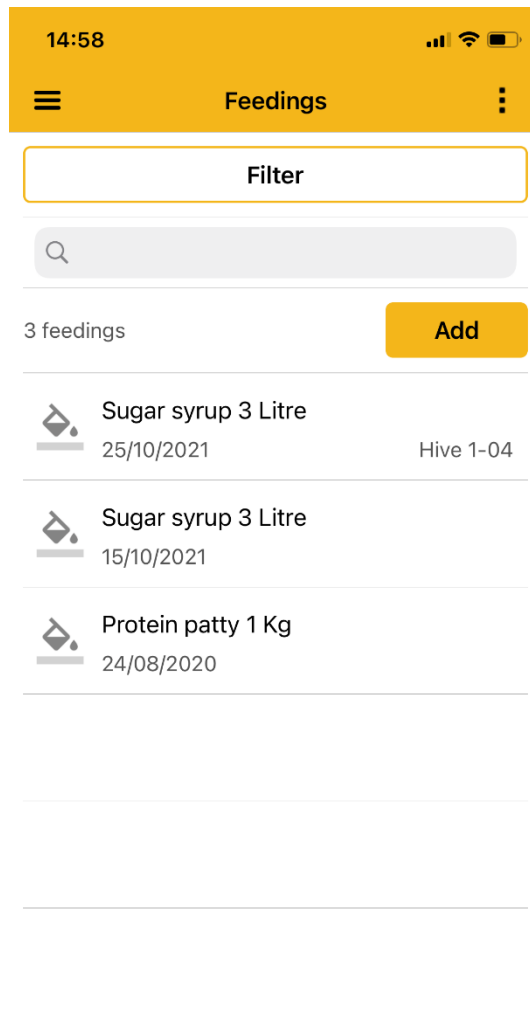 14:58
Feedings
Filter
3 feedings
Add
Sugar syrup 3 Litre
25/10/2021 Hive 1-04
Sugar syrup 3 Litre
15/10/2021
Protein patty 1 Kg
24/08/2020